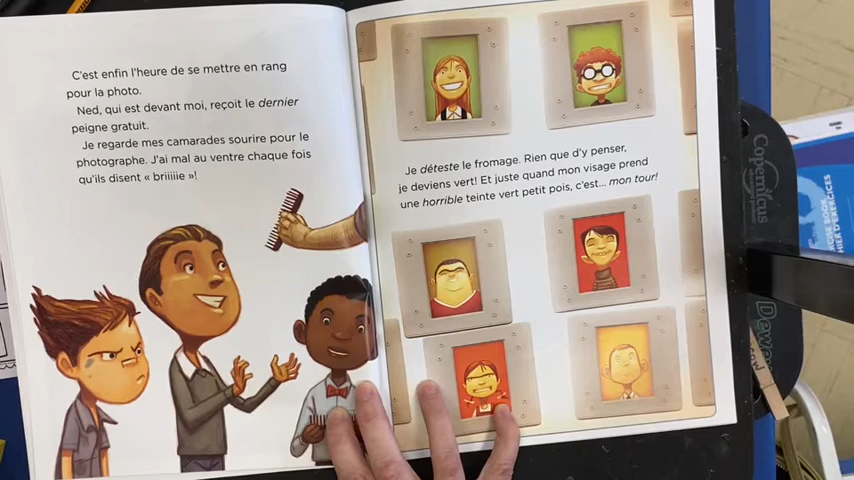 C'est enfin l'heure de se mettre en rang
pour la photo.
Ned, qui est devant moi, reçoit le dernier
peigne gratuit.
Je regarde mes camarades sourire pour le
photographe. J'ai mal au ventre chaque fois
qu'ils disent « briiiiie »!
Je déteste le fromage. Rien que d'y penser,
je deviens vert! Et juste quand mon visage prend
une horrible teinte vert petit pois, c'est... mon tour!
Copernicus
Dewe